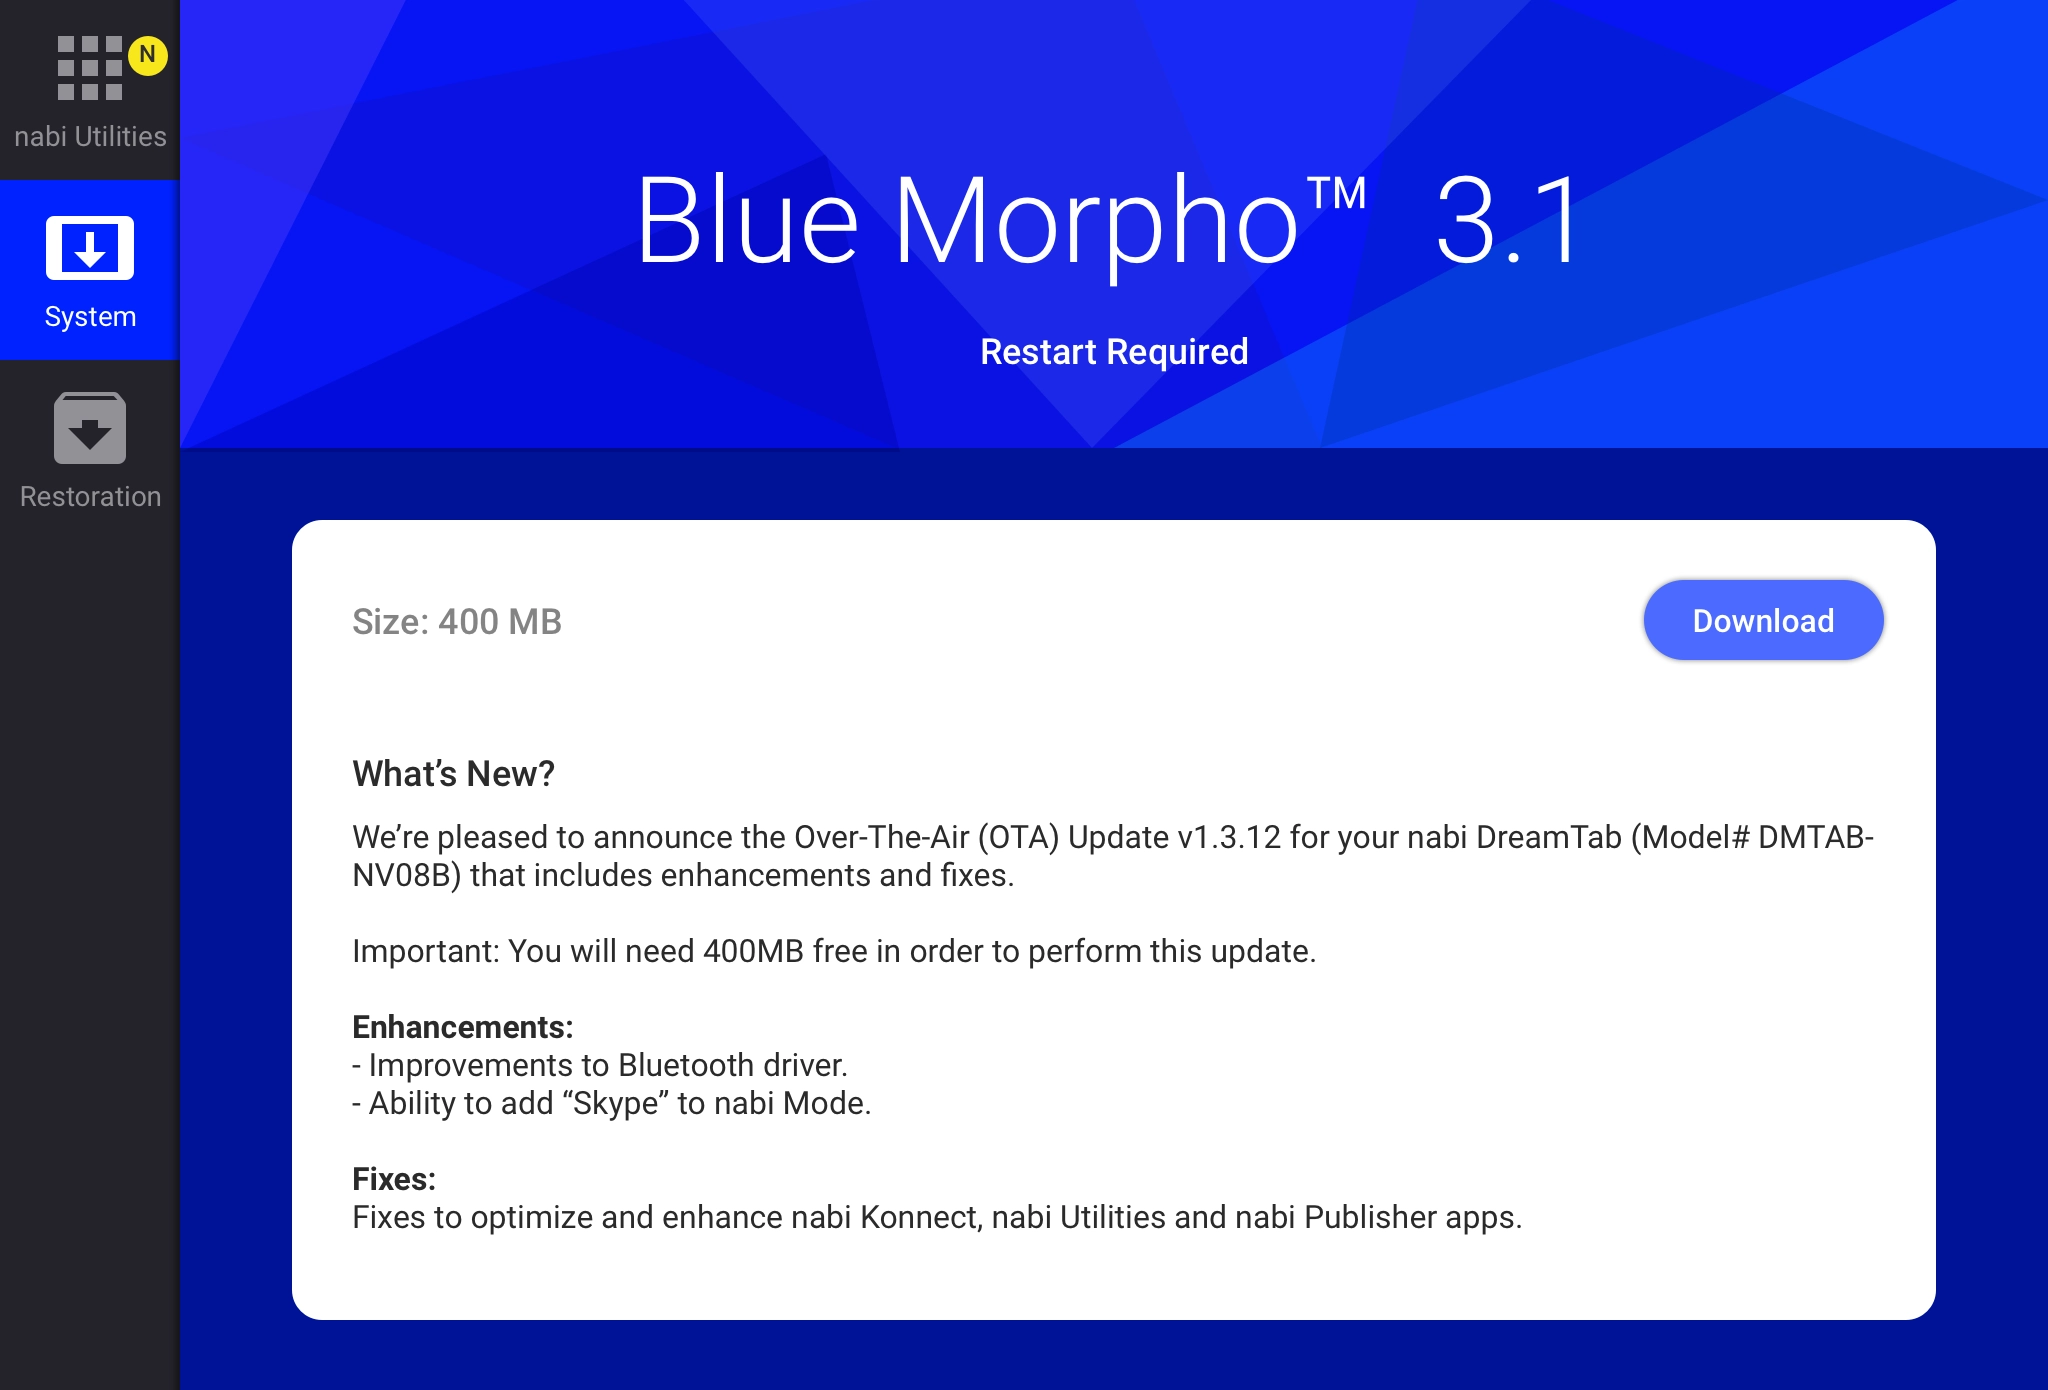 N
nabi Utilities
System
Restoration
Blue Morpho™ 3.1
Restart Required
Size: 400 MB
Download
What’s New?
We’re pleased to announce the Over-The-Air (OTA) Update v1.3.12 for your nabi DreamTab (Model# DMTAB-
NV08B) that includes enhancements and fixes.
Important: You will need 400MB free in order to perform this update.
Enhancements:
- Improvements to Bluetooth driver.
- Ability to add “Skype” to nabi Mode.
Fixes:
Fixes to optimize and enhance nabi Konnect, nabi Utilities and nabi Publisher apps.